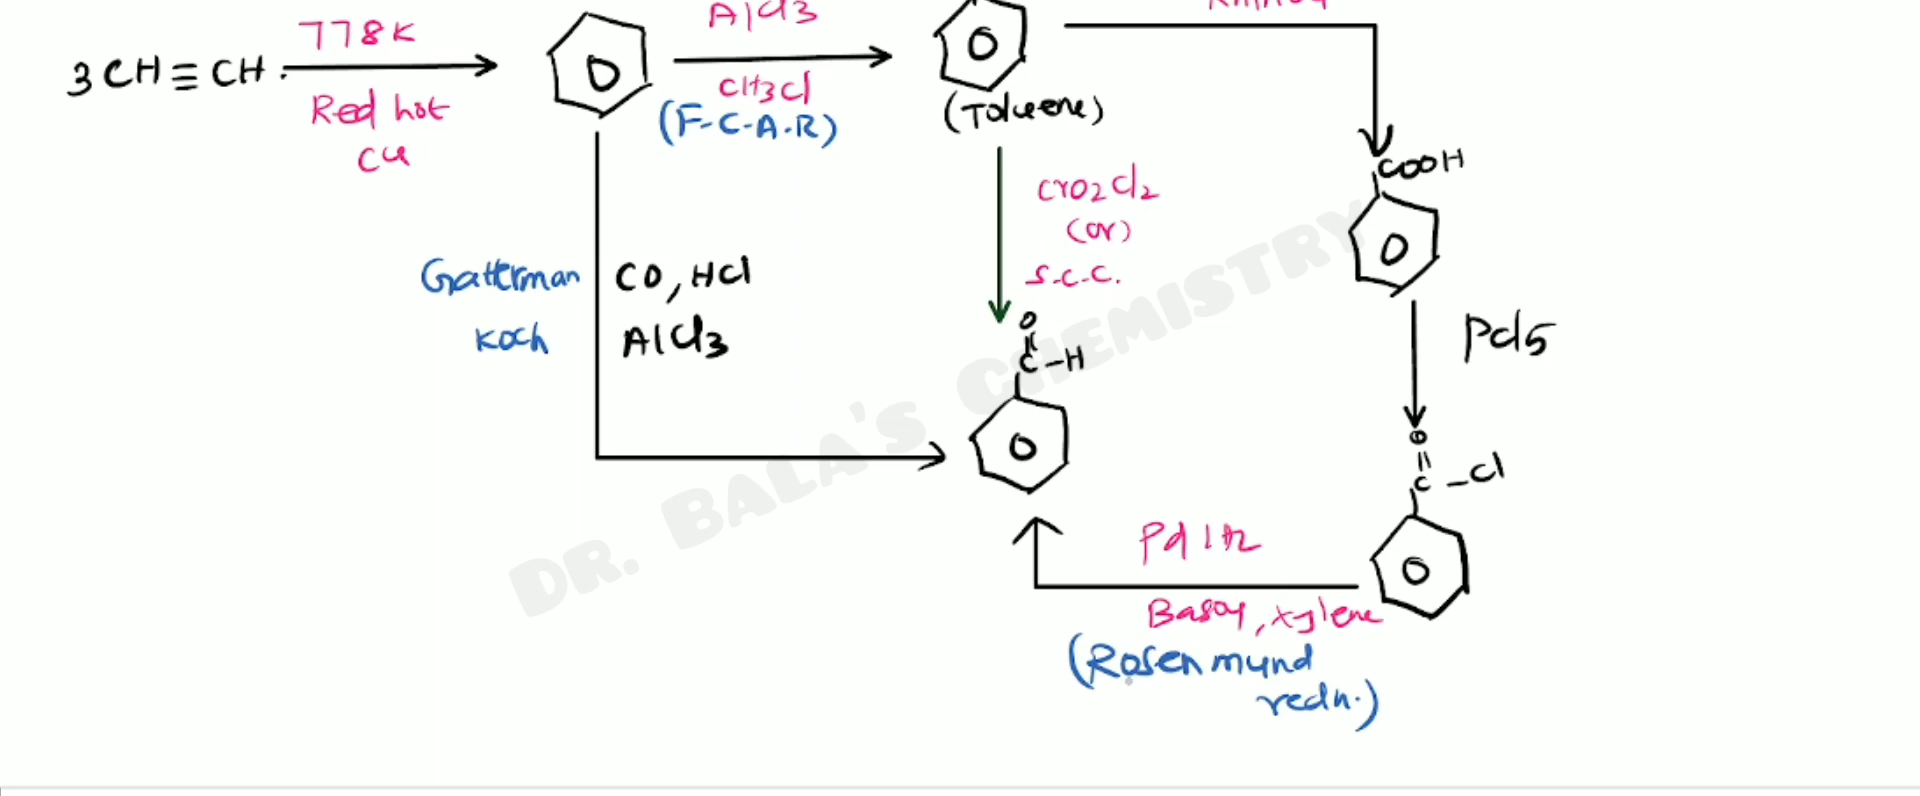 3 CH ≡ CH
778K
Red hot
Cu
AlCl3
CH3Cl
(F-C-A-R)
(Toluene)
COOH
CrO2Cl2
(or)
S.C.C.
Gatterman
Koch
CO, HCl
AlCl3
O
C-H
PCl5
O
C-Cl
Pd/H2
BaSO4, xylene
(Rosenmund
redn.)
DR. BALA'S CHEMISTRY